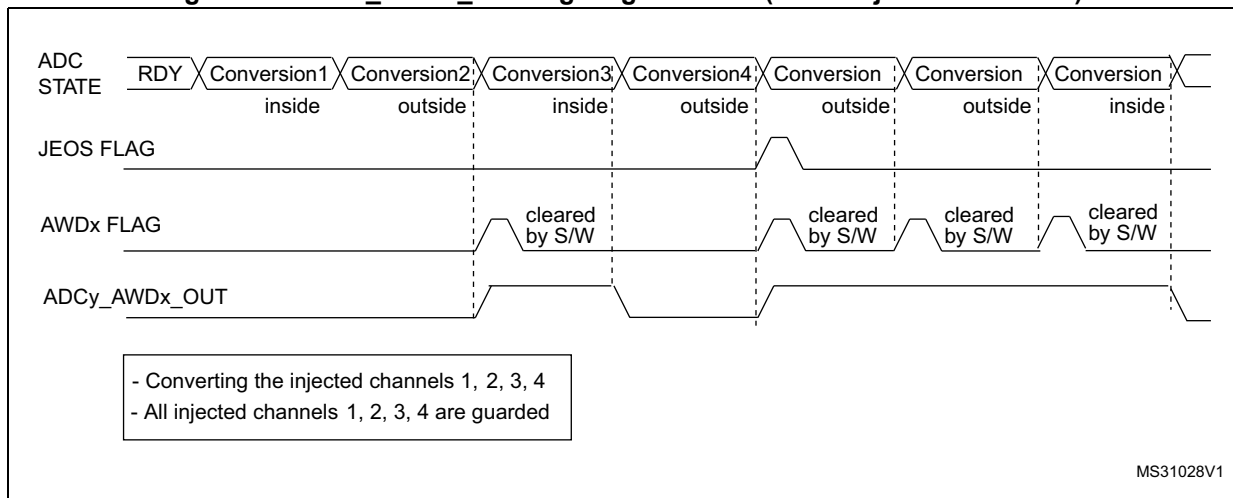 ADC
STATE
RDY Conversion1 Conversion2 Conversion3 Conversion4 Conversion Conversion Conversion
inside outside inside outside outside outside inside
JEOS FLAG
AWDx FLAG
cleared cleared cleared cleared
by S/W by S/W by S/W by S/W
ADCy_AWDx_OUT
- Converting the injected channels 1, 2, 3, 4
- All injected channels 1, 2, 3, 4 are guarded
MS31028V1